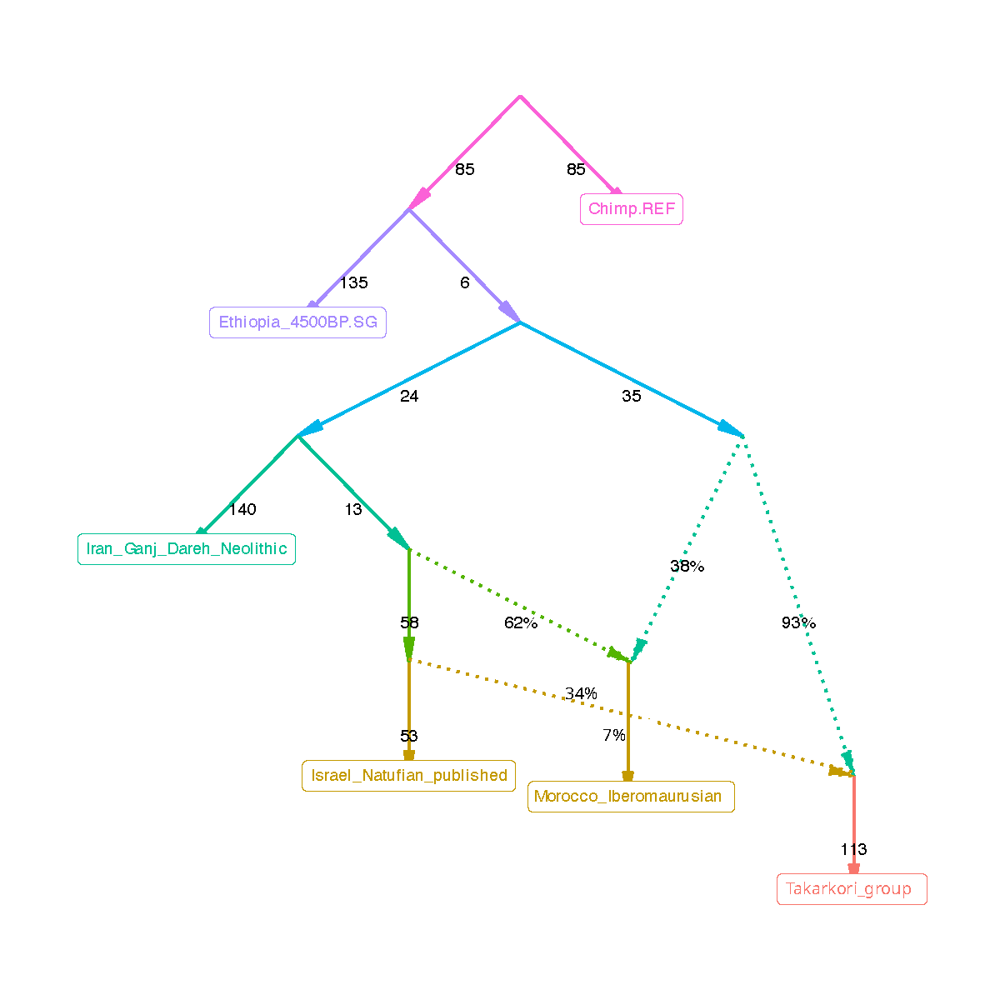 85
85
Chimp.REF
135
6
Ethiopia_4500BP.SG
24
35
140
13
Iran_Ganj_Dareh_Neolithic
38%
58
62%
93%
34%
53
7%
Israel_Natufian_published
Morocco_Iberomaurusian
113
Takarkori_group